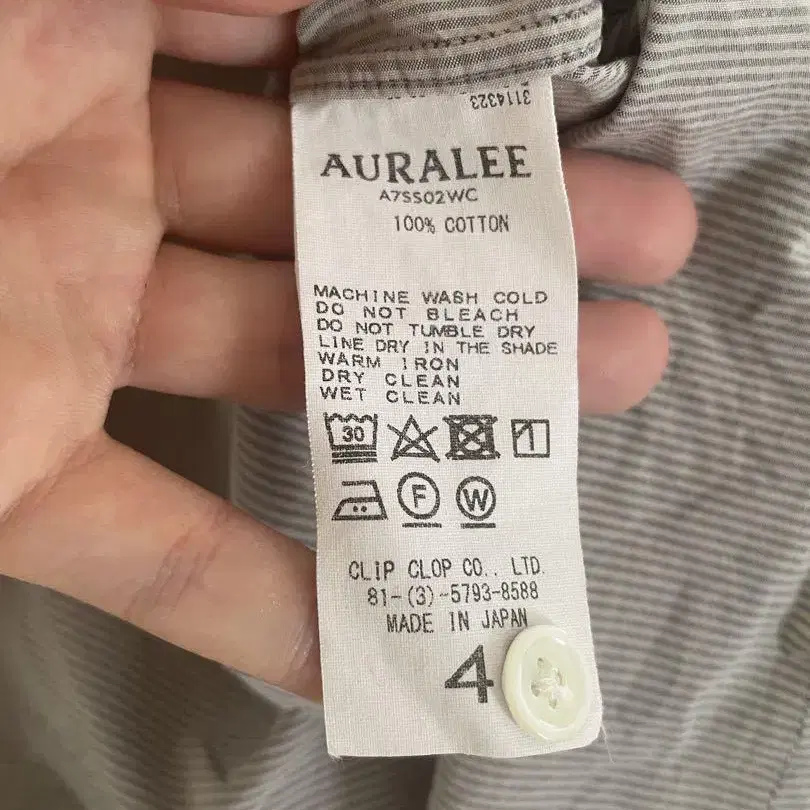 3114323
AURALEE
A7SS02WC
100% COTTON
MACHINE WASH COLD
DO NOT BLEACH
DO NOT TUMBLE DRY
LINE DRY IN THE SHADE
WARM IRON
DRY CLEAN
WET CLEAN
30
F W
CLIP CLOP CO., LTD.
81-(3)-5793-8588
MADE IN JAPAN
4